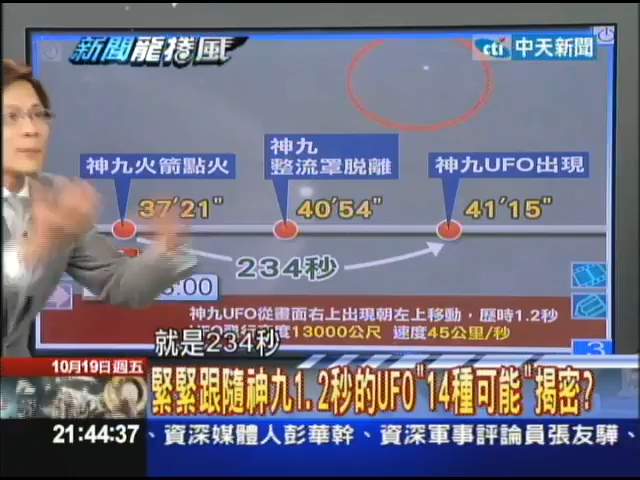 新聞龍捲風
cti 中天新聞
神九火箭點火
神九
整流罩脫離
神九UFO出現
37'21"
40'54"
41'15"
234秒
:00
神九UFO從畫面右上出現朝左上移動，歷時1.2秒
13000公尺 速度45公里/秒
3
就是234秒
10月19日週五
緊緊跟隨神九1.2秒的UFO"14種可能"揭密?
21:44:37
、資深媒體人彭華幹、資深軍事評論員張友驊、